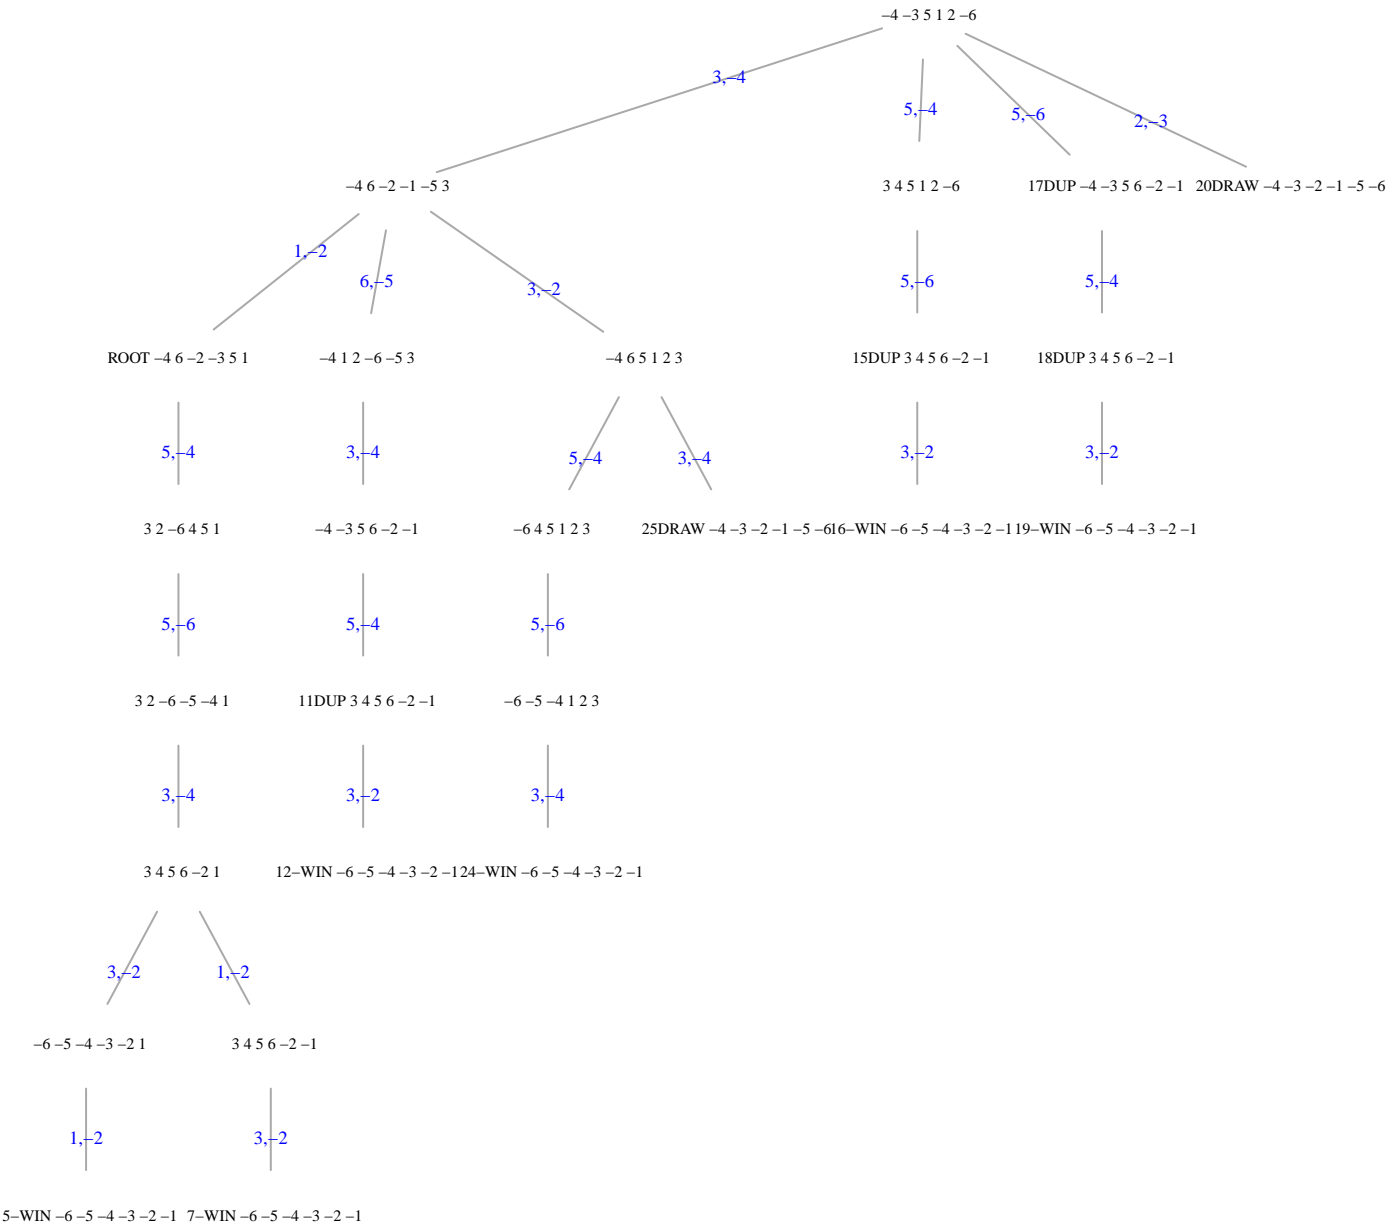 –4 –3 5 1 2 –6
3,–4
5,–4
5,–6
2,–3
–4 6 –2 –1 –5 3
3 4 5 1 2 –6
17DUP –4 –3 5 6 –2 –1
20DRAW –4 –3 –2 –1 –5 –6
1,–2
6,–5
3,–2
5,–6
5,–4
ROOT –4 6 –2 –3 5 1
–4 1 2 –6 –5 3
–4 6 5 1 2 3
15DUP 3 4 5 6 –2 –1
18DUP 3 4 5 6 –2 –1
5,–4
3,–4
5,–4
3,–4
3,–2
3,–2
3 2 –6 4 5 1
–4 –3 5 6 –2 –1
–6 4 5 1 2 3
25DRAW –4 –3 –2 –1 –5 –6
16–WIN –6 –5 –4 –3 –2 –1
19–WIN –6 –5 –4 –3 –2 –1
5,–6
5,–4
5,–6
3 2 –6 –5 –4 1
11DUP 3 4 5 6 –2 –1
–6 –5 –4 1 2 3
3,–4
3,–2
3,–4
3 4 5 6 –2 1
12–WIN –6 –5 –4 –3 –2 –1
24–WIN –6 –5 –4 –3 –2 –1
3,–2
1,–2
–6 –5 –4 –3 –2 1
3 4 5 6 –2 –1
1,–2
3,–2
5–WIN –6 –5 –4 –3 –2 –1
7–WIN –6 –5 –4 –3 –2 –1